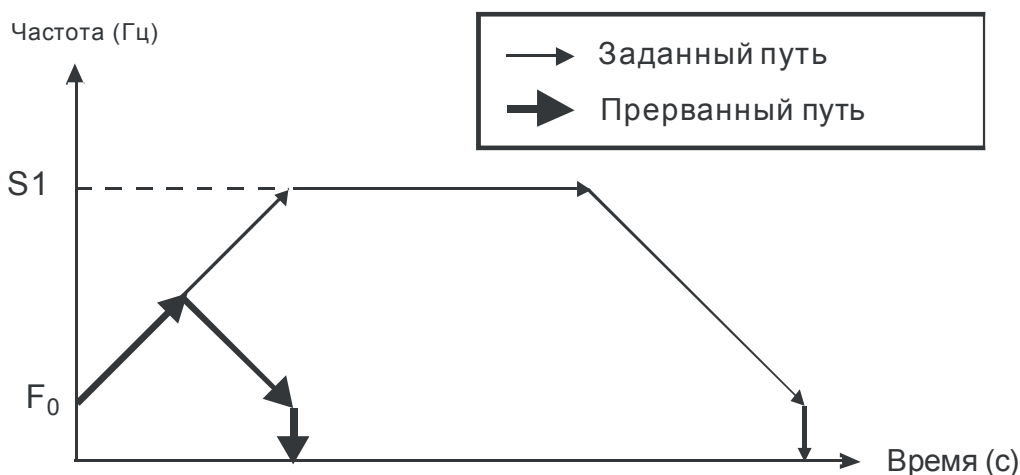 Частота (Гц)
Заданный путь
Прерванный путь
S1
F0
Время (с)